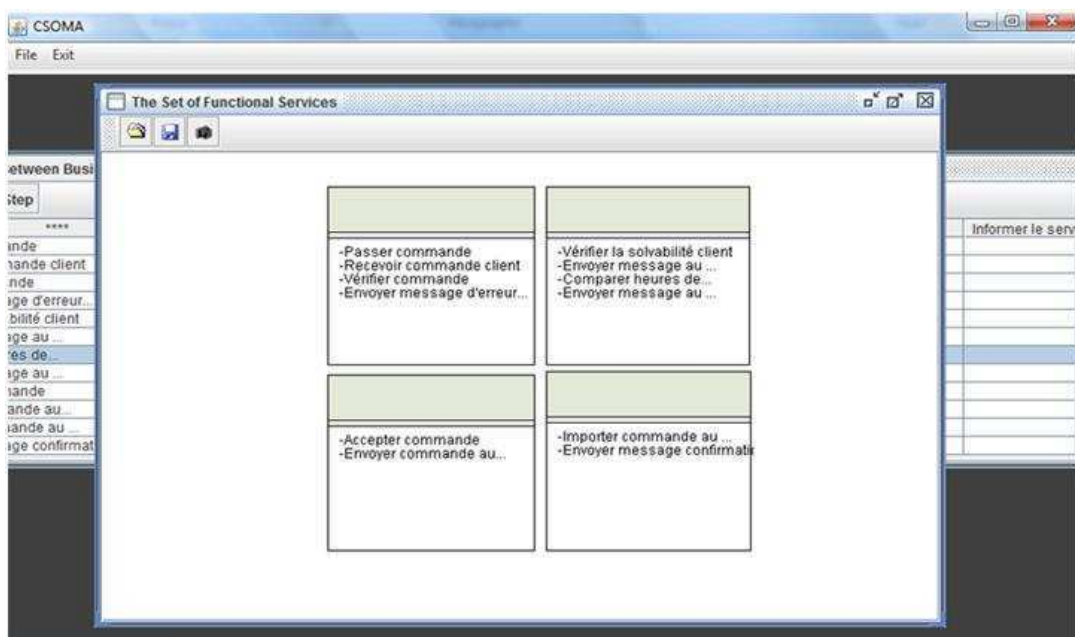 CSOMA
File Exit
The Set of Functional Services
etween Busi
Step
****
Informer le serv
ande
nande client
nde
age d'erreur...
bilité client
age au ...
res de...
age au ...
nande
ande au...
ande au ...
age confirmat
-Passer commande
-Recevoir commande client
-Vérifier commande
-Envoyer message d'erreur...
-Vérifier la solvabilité client
-Envoyer message au ...
-Comparer heures de...
-Envoyer message au ...
-Accepter commande
-Envoyer commande au...
-Importer commande au ...
-Envoyer message confirmatin